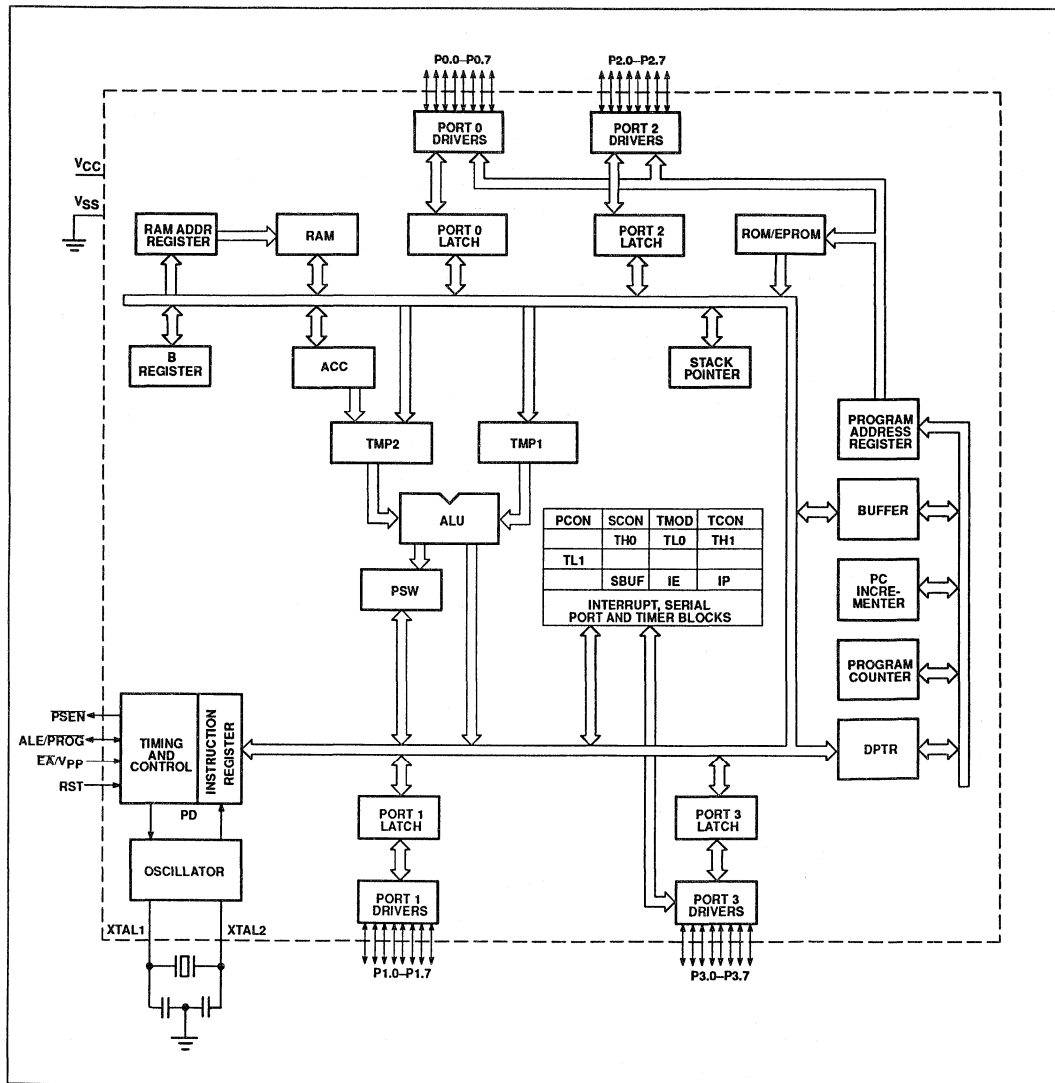 P0.0–P0.7
P2.0–P2.7
PORT 0
DRIVERS
PORT 2
DRIVERS
VCC
VSS
RAM ADDR
REGISTER
RAM
PORT 0
LATCH
PORT 2
LATCH
ROM/EPROM
B
REGISTER
ACC
STACK
POINTER
PROGRAM
ADDRESS
REGISTER
TMP2
TMP1
BUFFER
ALU
PCON SCON TMOD TCON
TH0 TL0 TH1
TL1
SBUF IE IP
INTERRUPT, SERIAL
PORT AND TIMER BLOCKS
PSW
PC
INCRE-
MENTER
PROGRAM
COUNTER
DPTR
PSEN
ALE/PROG
EA/VPP
RST
TIMING
AND
CONTROL
INSTRUCTION
REGISTER
PD
PORT 1
LATCH
PORT 3
LATCH
OSCILLATOR
PORT 1
DRIVERS
PORT 3
DRIVERS
XTAL1
XTAL2
P1.0–P1.7
P3.0–P3.7